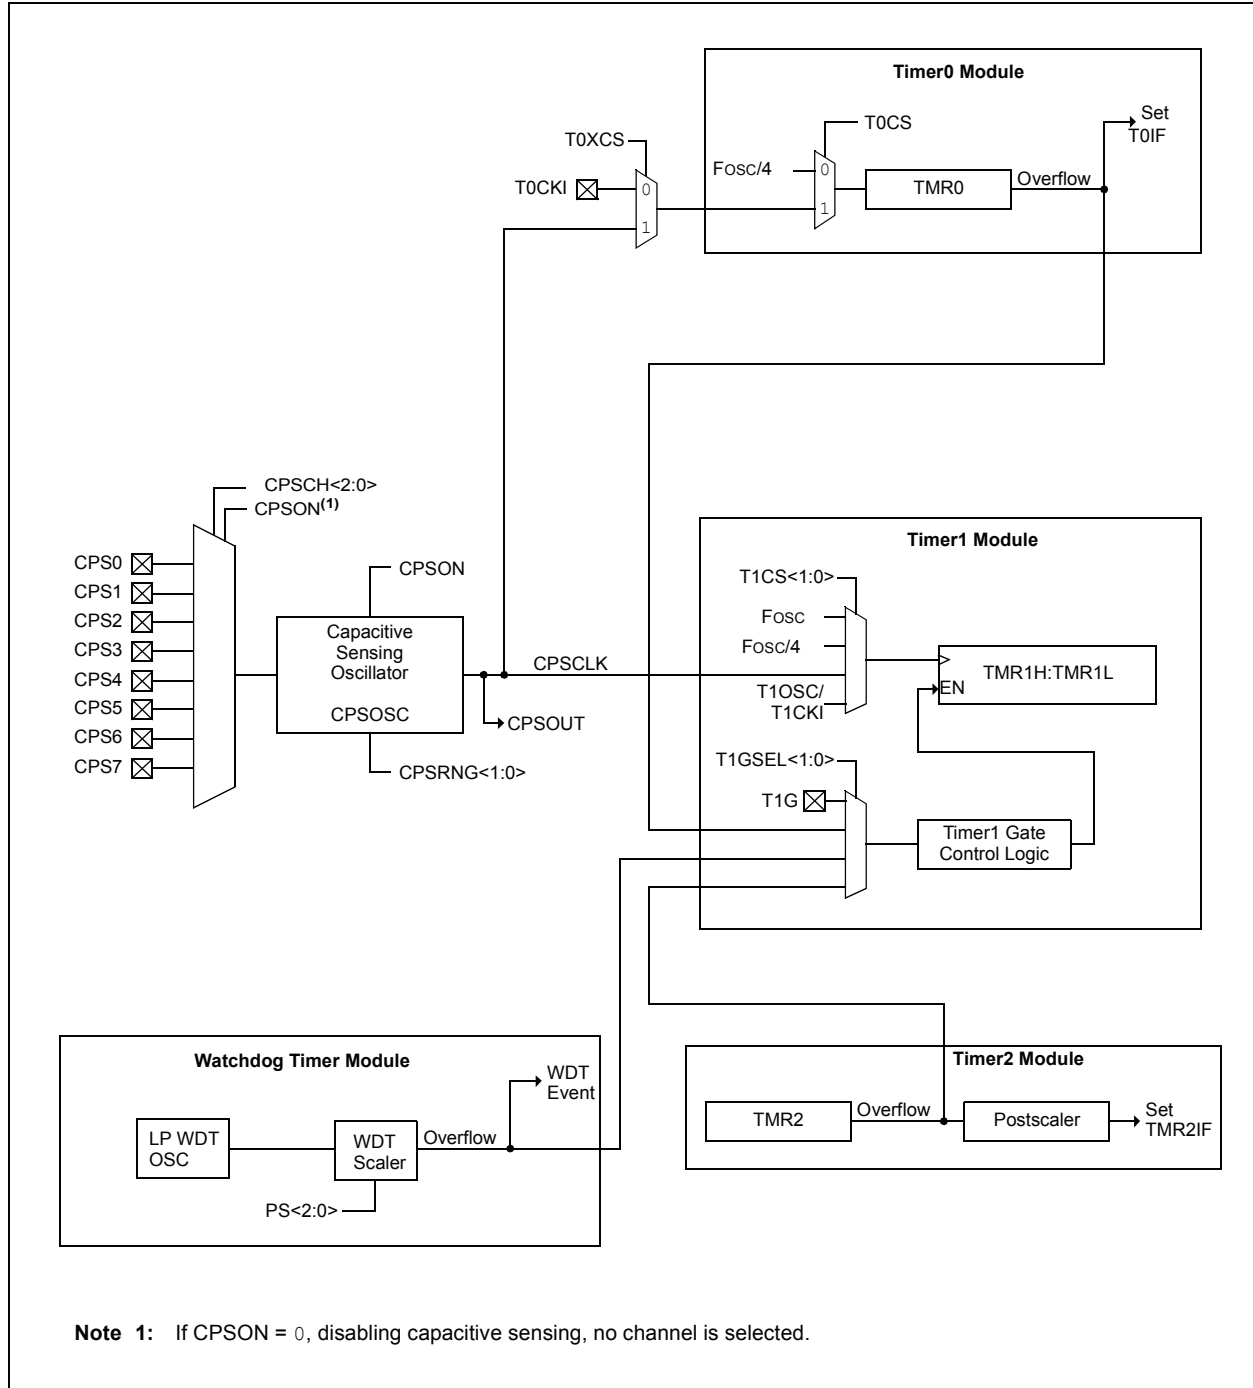 Timer0 Module
Set
T0IF
T0CS
T0XCS
FOSC/4
0
1
TMR0
Overflow
T0CKI
0
1
CPSCH<2:0>
CPSON(1)
CPS0
CPS1
CPS2
CPS3
CPS4
CPS5
CPS6
CPS7
CPSON
Capacitive
Sensing
Oscillator
CPSOSC
CPSRNG<1:0>
CPSCLK
CPSOUT
Timer1 Module
T1CS<1:0>
FOSC
FOSC/4
T1OSC/
T1CKI
TMR1H:TMR1L
EN
T1GSEL<1:0>
T1G
Timer1 Gate
Control Logic
Watchdog Timer Module
WDT
Event
LP WDT
OSC
WDT
Scaler
Overflow
PS<2:0>
Timer2 Module
TMR2
Overflow
Postscaler
Set
TMR2IF
Note 1: If CPSON = 0, disabling capacitive sensing, no channel is selected.